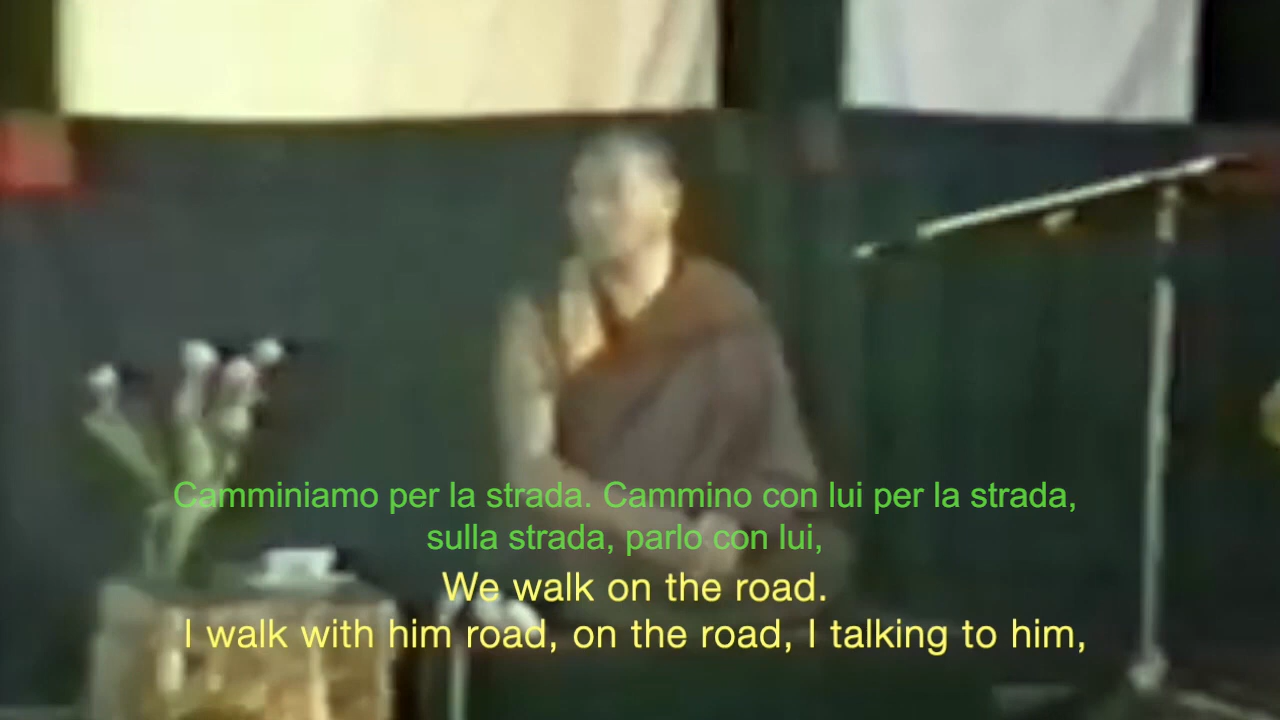 Camminiamo per la strada. Cammino con lui per la strada,
sulla strada, parlo con lui,
We walk on the road.
I walk with him road, on the road, I talking to him,